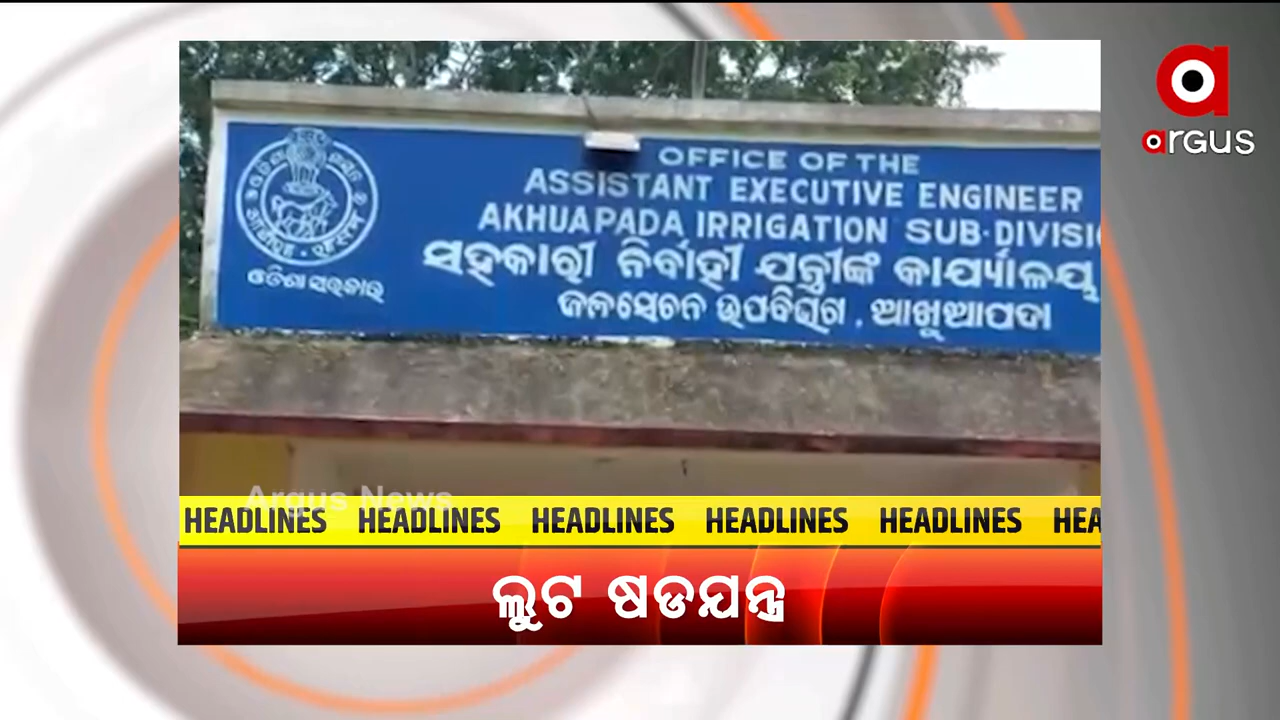 argus
OFFICE OF THE
ASSISTANT EXECUTIVE ENGINEER
AKHUAPADA IRRIGATION SUB-DIVISI
ସହକାରୀ ନିର୍ବାହୀ ଯନ୍ତ୍ରୀଙ୍କ କାର୍ଯ୍ୟାଳୟ
ଜଳସେଚନ ଉପବିଭାଗ , ଆଖୁଆପଦା
ଓଡିଶା ସରକାର
Argus News
HEADLINES HEADLINES HEADLINES HEADLINES HEADLINES HEA
ଲୁଟ ଷଡଯନ୍ତ୍ର